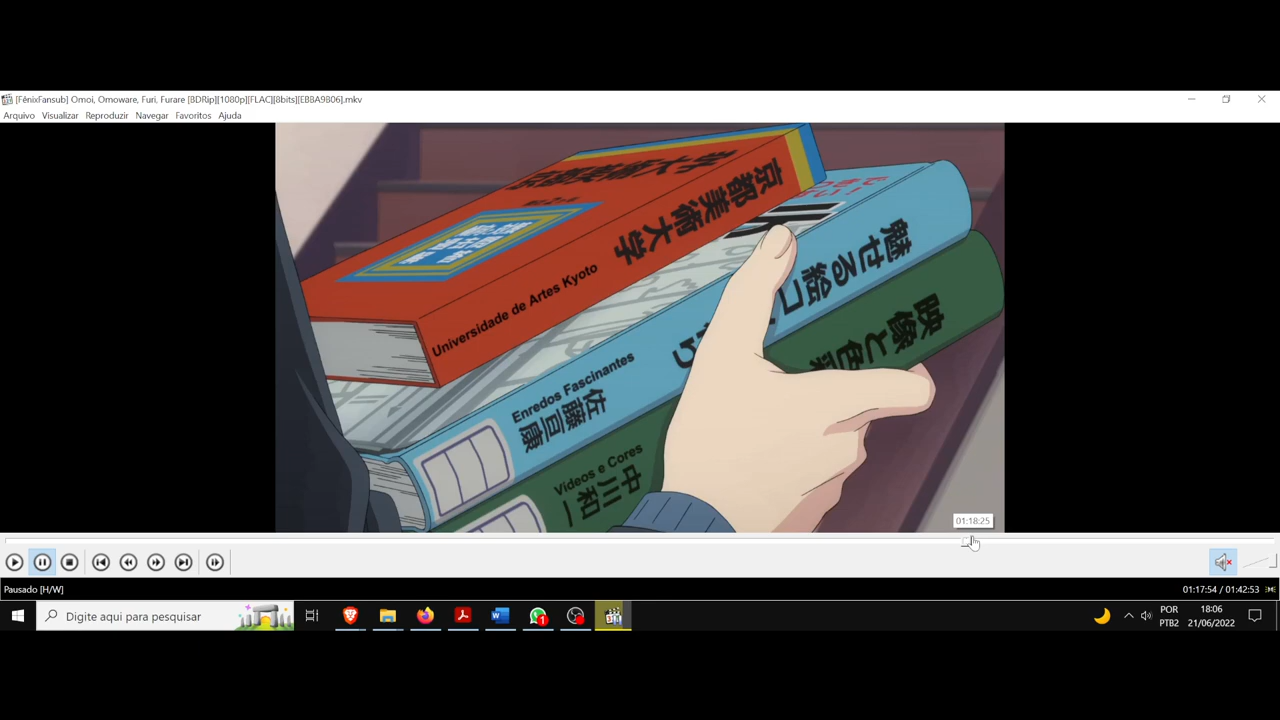 [FênixFansub] Omoi, Omoware, Furi, Furare [BDRip][1080p][FLAC][8bits][EBBA9B06].mkv
Arquivo Visualizar Reproduzir Navegar Favoritos Ajuda
京都美術大学
Universidade de Artes Kyoto
魅せる絵コ
Enredos Fascinantes
佐藤亘康
映像と色彩
Vídeos e Cores
中川和一
01:18:25
Pausado [H/W]
01:17:54 / 01:42:53
Digite aqui para pesquisar
1
POR
PTB2
18:06
21/06/2022